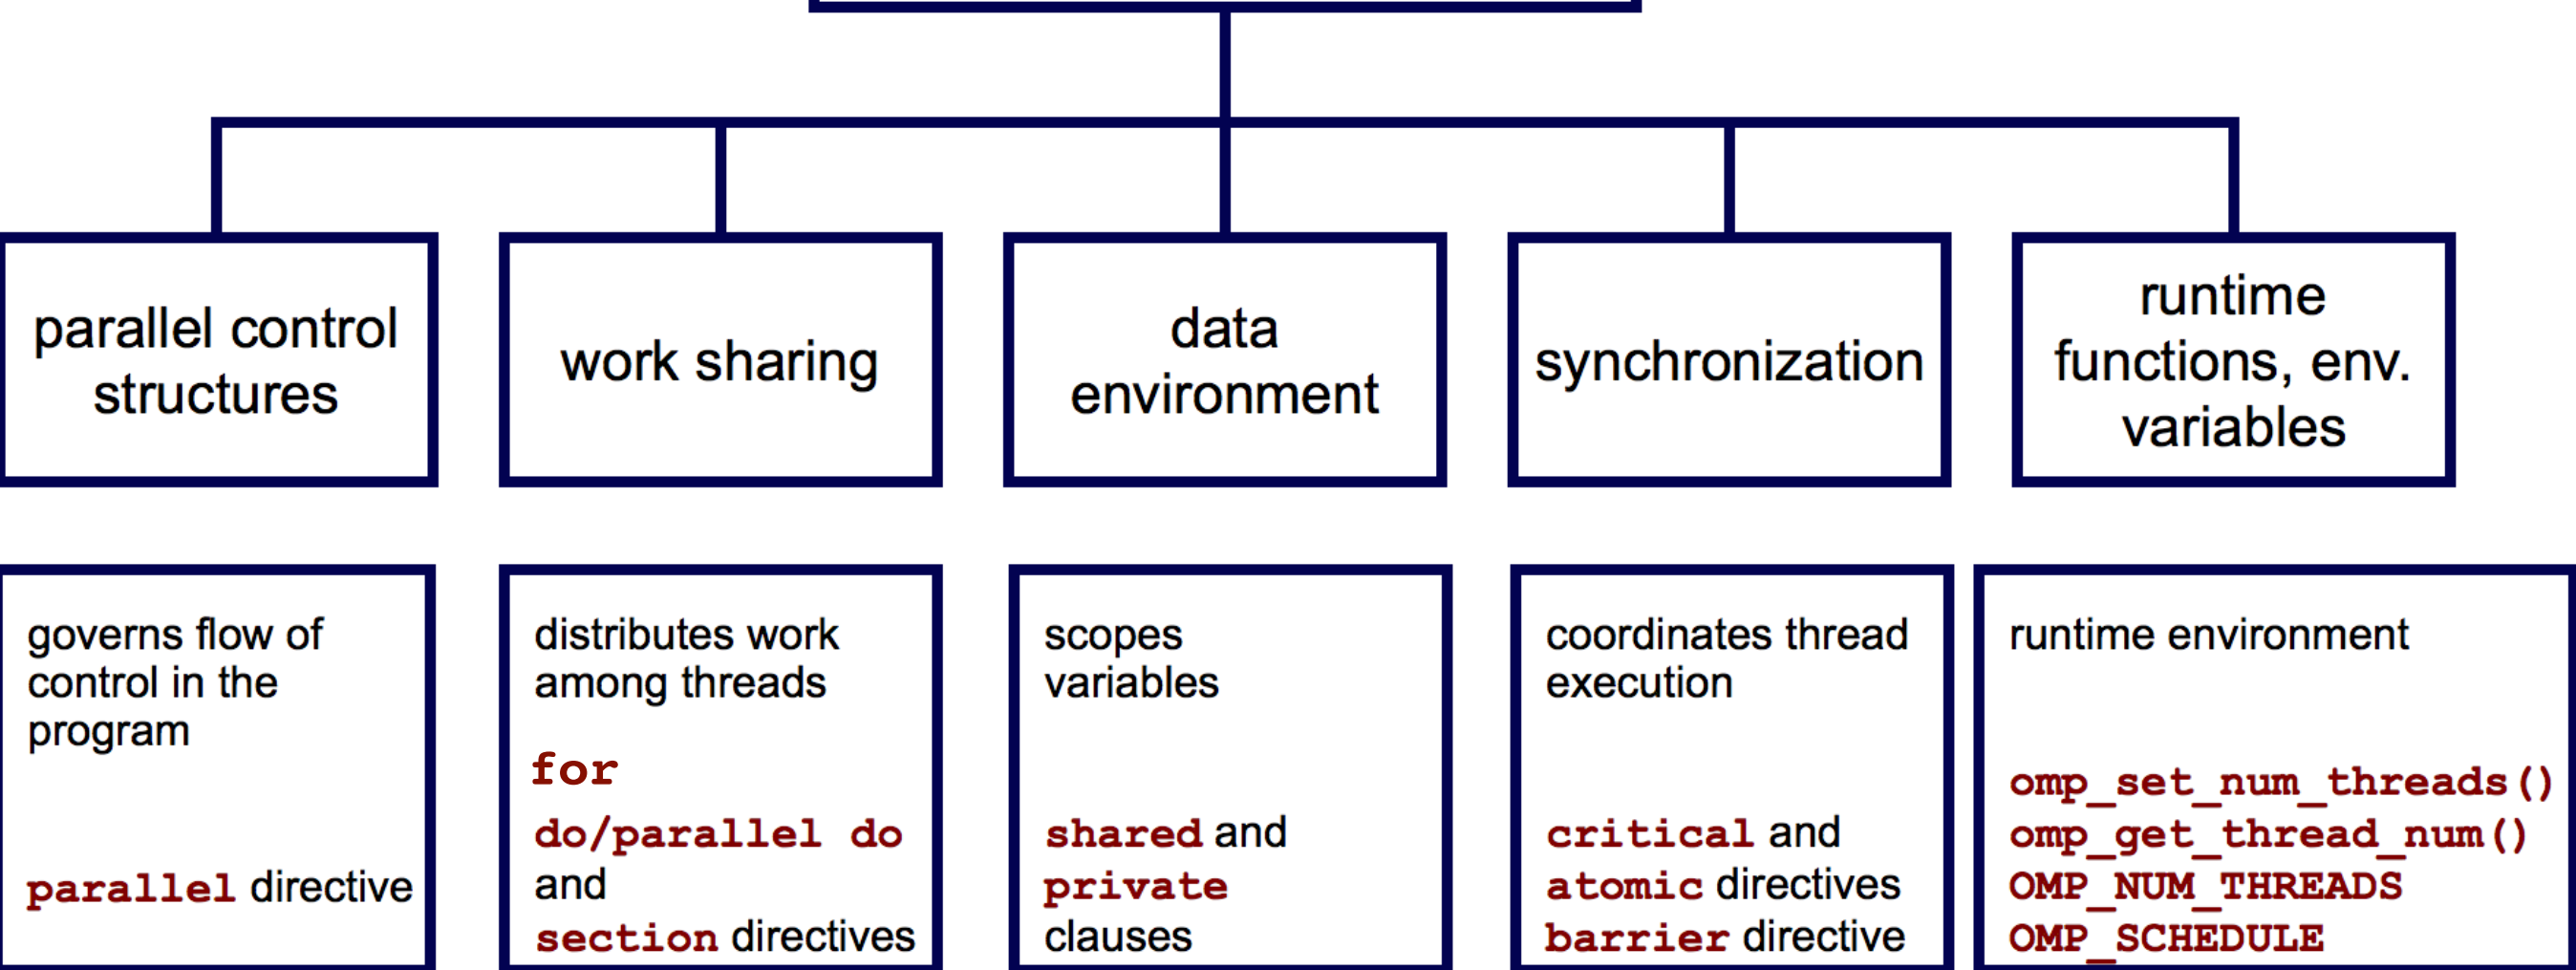 parallel control
structures
work sharing
data
environment
synchronization
runtime
functions, env.
variables
governs flow of
control in the
program
parallel directive
distributes work
among threads
for
do/parallel do
and
section directives
scopes
variables
shared and
private
clauses
coordinates thread
execution
critical and
atomic directives
barrier directive
runtime environment
omp_set_num_threads()
omp_get_thread_num()
OMP_NUM_THREADS
OMP_SCHEDULE